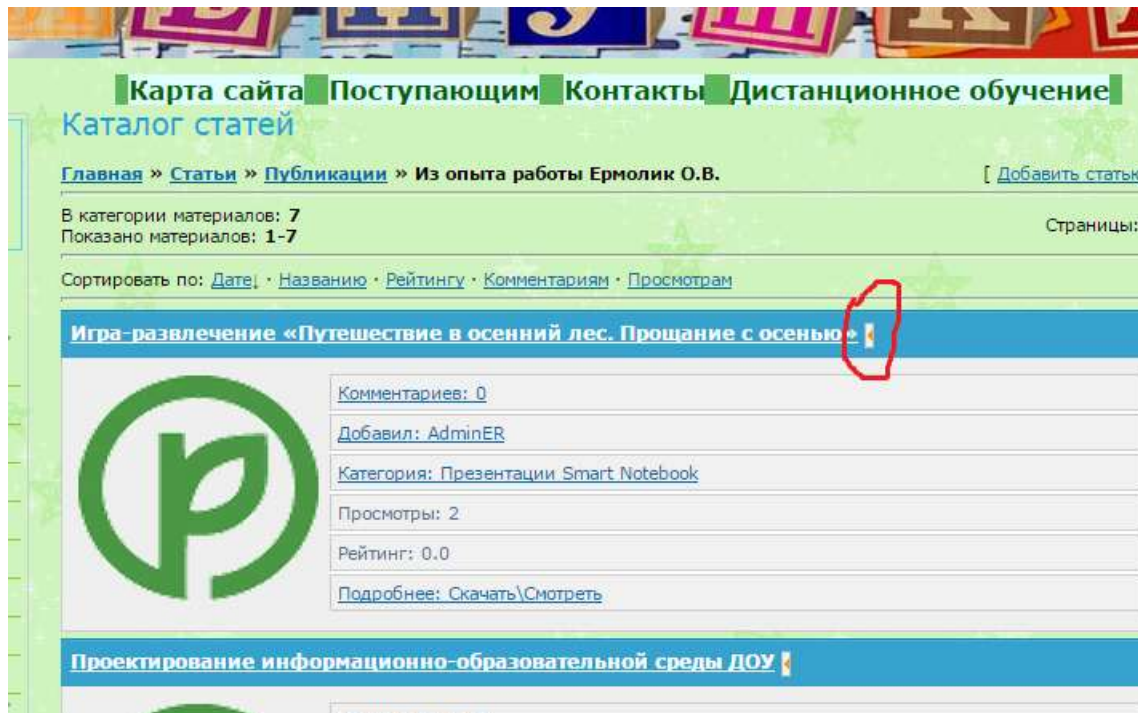 Карта сайта Поступающим Контакты Дистанционное обучение
Каталог статей
Главная » Статьи » Публикации » Из опыта работы Ермолик О.В. [ Добавить статью
В категории материалов: 7
Показано материалов: 1-7
Страницы:
Сортировать по: Дате↓ · Названию · Рейтингу · Комментариям · Просмотрам
Игра-развлечение «Путешествие в осенний лес. Прощание с осенью»
Комментариев: 0
Добавил: AdminER
Категория: Презентации Smart Notebook
Просмотры: 2
Рейтинг: 0.0
Подробнее: Скачать\Смотреть
Проектирование информационно-образовательной среды ДОУ